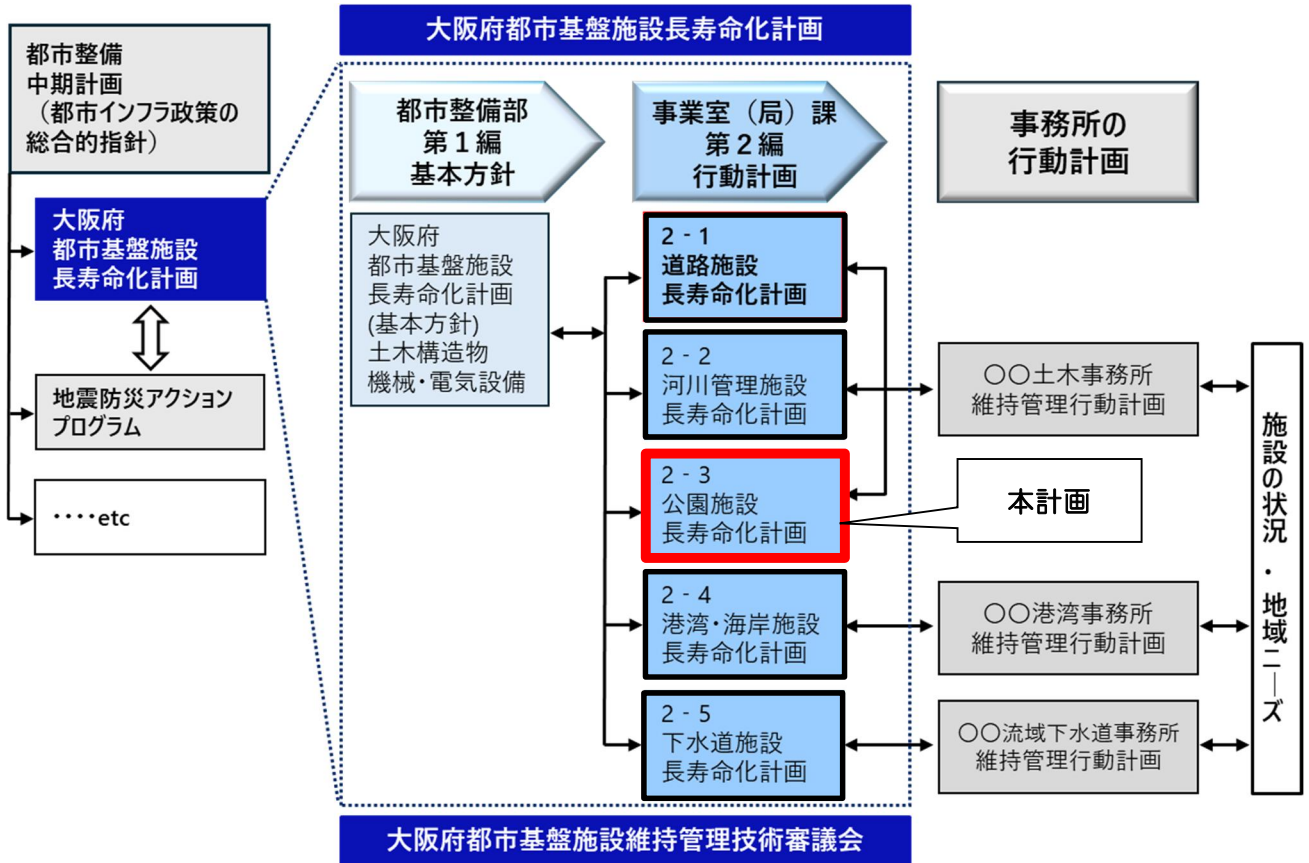 大阪府都市基盤施設長寿命化計画
都市整備
中期計画
（都市インフラ政策の
総合的指針）
大阪府
都市基盤施設
長寿命化計画
地震防災アクション
プログラム
････etc
都市整備部
第１編
基本方針
事業室（局）課
第２編
行動計画
事務所の
行動計画
大阪府
都市基盤施設
長寿命化計画
(基本方針)
土木構造物
機械・電気設備
2‐1
道路施設
長寿命化計画
2‐2
河川管理施設
長寿命化計画
2‐3
公園施設
長寿命化計画
2‐4
港湾・海岸施設
長寿命化計画
2‐5
下水道施設
長寿命化計画
〇〇土木事務所
維持管理行動計画
本計画
〇〇港湾事務所
維持管理行動計画
〇〇流域下水道事務所
維持管理行動計画
施設の状況・地域ニーズ
大阪府都市基盤施設維持管理技術審議会